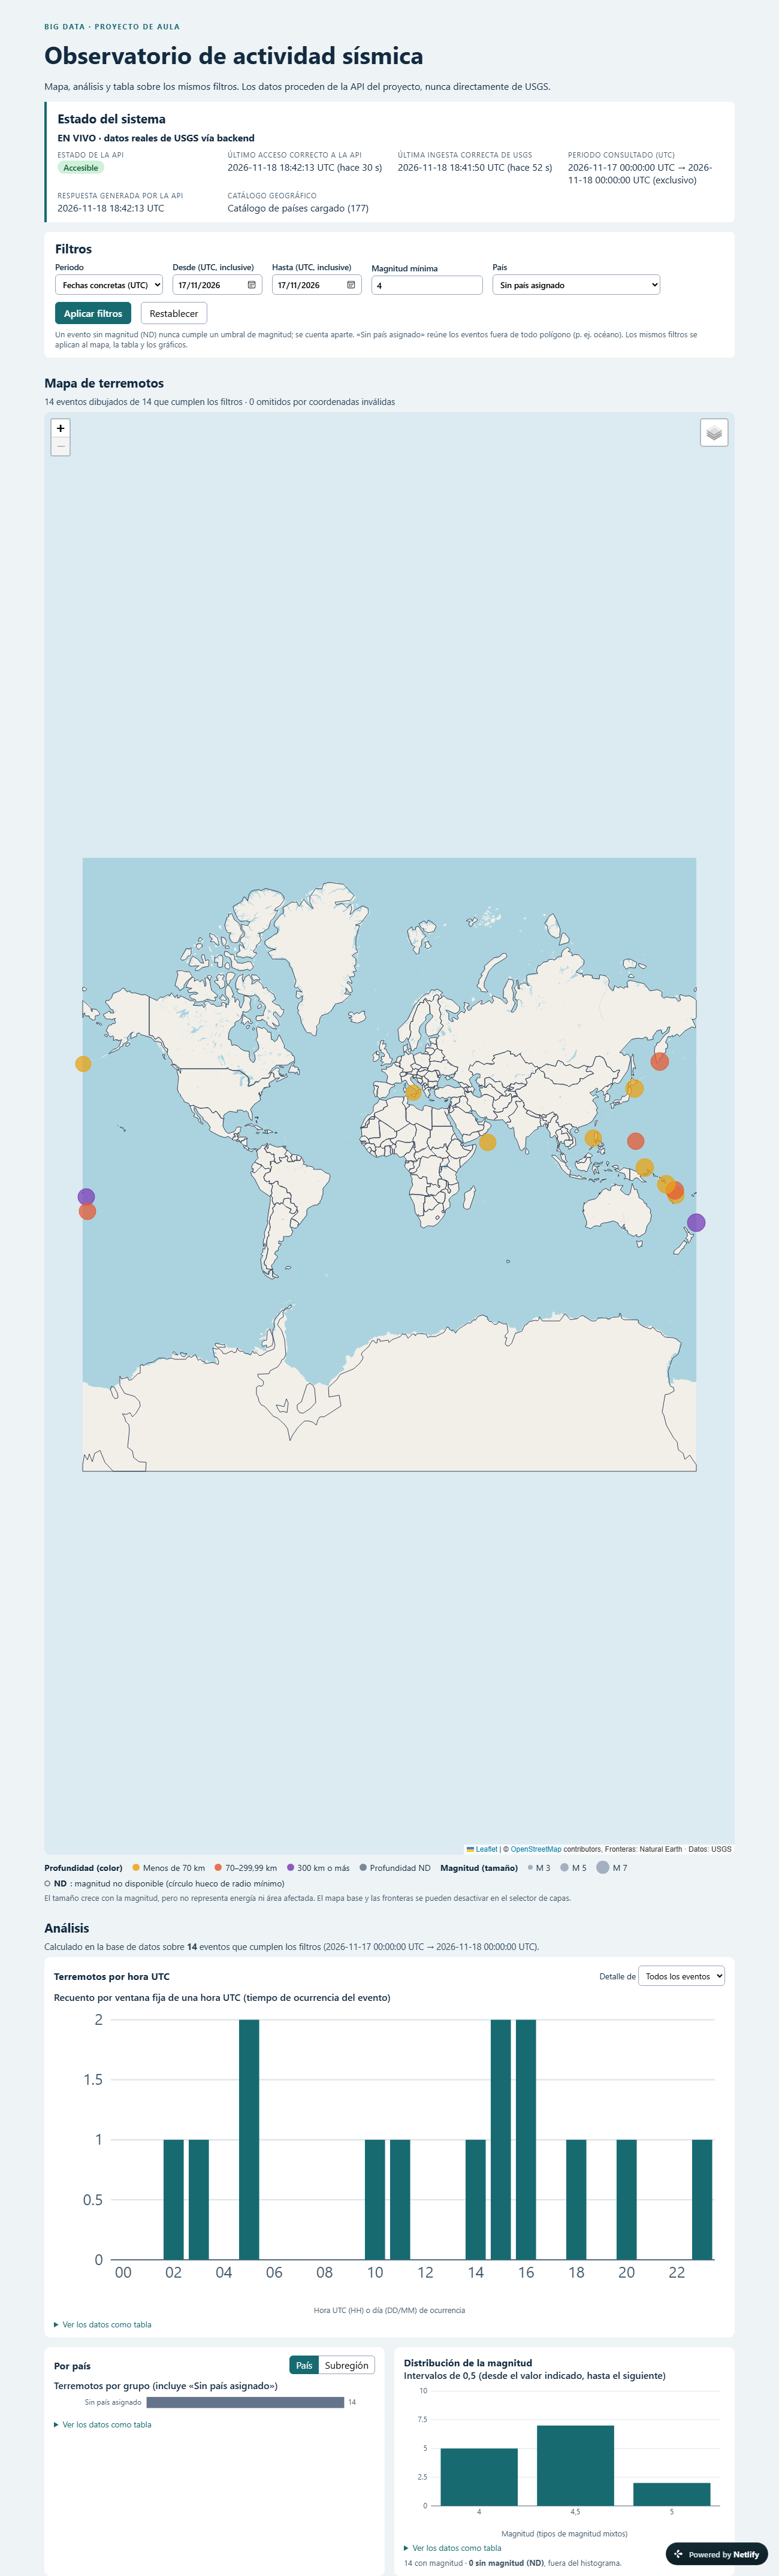 BIG DATA · PROYECTO DE AULA
Observatorio de actividad sísmica
Mapa, análisis y tabla sobre los mismos filtros. Los datos proceden de la API del proyecto, nunca directamente de USGS.
Estado del sistema
EN VIVO · datos reales de USGS vía backend
ESTADO DE LA API
Accesible
ÚLTIMO ACCESO CORRECTO A LA API
2026-11-18 18:42:13 UTC (hace 30 s)
ÚLTIMA INGESTA CORRECTA DE USGS
2026-11-18 18:41:50 UTC (hace 52 s)
PERIODO CONSULTADO (UTC)
2026-11-17 00:00:00 UTC → 2026-
11-18 00:00:00 UTC (exclusivo)
RESPUESTA GENERADA POR LA API
2026-11-18 18:42:13 UTC
CATÁLOGO GEOGRÁFICO
Catálogo de países cargado (177)
Filtros
Periodo
Fechas concretas (UTC)
Desde (UTC, inclusive)
17/11/2026
Hasta (UTC, inclusive)
17/11/2026
Magnitud mínima
4
País
Sin país asignado
Aplicar filtros
Restablecer
Un evento sin magnitud (ND) nunca cumple un umbral de magnitud; se cuenta aparte. «Sin país asignado» reúne los eventos fuera de todo polígono (p. ej. océano). Los mismos filtros se
aplican al mapa, la tabla y los gráficos.
Mapa de terremotos
14 eventos dibujados de 14 que cumplen los filtros · 0 omitidos por coordenadas inválidas
+
−
Leaflet | © OpenStreetMap contributors, Fronteras: Natural Earth · Datos: USGS
Profundidad (color) Menos de 70 km 70–299,99 km 300 km o más Profundidad ND Magnitud (tamaño) M 3 M 5 M 7
ND : magnitud no disponible (círculo hueco de radio mínimo)
El tamaño crece con la magnitud, pero no representa energía ni área afectada. El mapa base y las fronteras se pueden desactivar en el selector de capas.
Análisis
Calculado en la base de datos sobre 14 eventos que cumplen los filtros (2026-11-17 00:00:00 UTC → 2026-11-18 00:00:00 UTC).
Terremotos por hora UTC
Detalle de Todos los eventos
Recuento por ventana fija de una hora UTC (tiempo de ocurrencia del evento)
2
1.5
1
0.5
0
00 02 04 06 08 10 12 14 16 18 20 22
Hora UTC (HH) o día (DD/MM) de ocurrencia
Ver los datos como tabla
Por país
País Subregión
Terremotos por grupo (incluye «Sin país asignado»)
Sin país asignado 14
Ver los datos como tabla
Distribución de la magnitud
Intervalos de 0,5 (desde el valor indicado, hasta el siguiente)
10
7.5
5
2.5
0
4 4,5 5
Magnitud (tipos de magnitud mixtos)
Ver los datos como tabla
14 con magnitud · 0 sin magnitud (ND), fuera del histograma.
Powered by Netlify